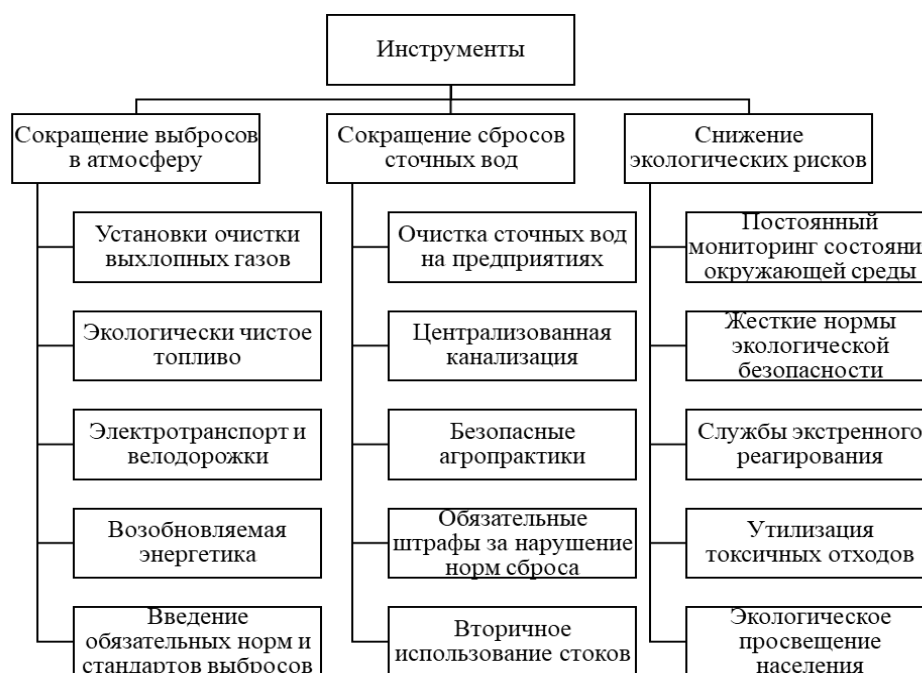 Инструменты
Сокращение выбросов
в атмосферу
Установки очистки
выхлопных газов
Экологически чистое
топливо
Электротранспорт и
велодорожки
Возобновляемая
энергетика
Введение
обязательных норм и
стандартов выбросов
Сокращение сбросов
сточных вод
Очистка сточных вод
на предприятиях
Централизованная
канализация
Безопасные
агропрактики
Обязательные
штрафы за нарушение
норм сброса
Вторичное
использование стоков
Снижение
экологических рисков
Постоянный
мониторинг состояни
окружающей среды
Жесткие нормы
экологической
безопасности
Службы экстренного
реагирования
Утилизация
токсичных отходов
Экологическое
просвещение
населения